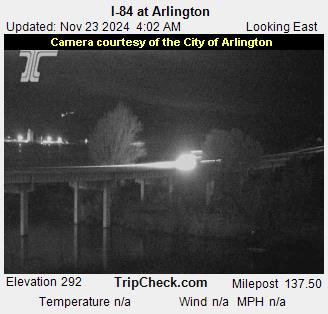 I-84 at Arlington
Updated: Nov 23 2024 4:02 AM Looking East
Camera courtesy of the City of Arlington
Elevation 292 TripCheck.com Milepost 137.50
Temperature n/a Wind n/a MPH n/a